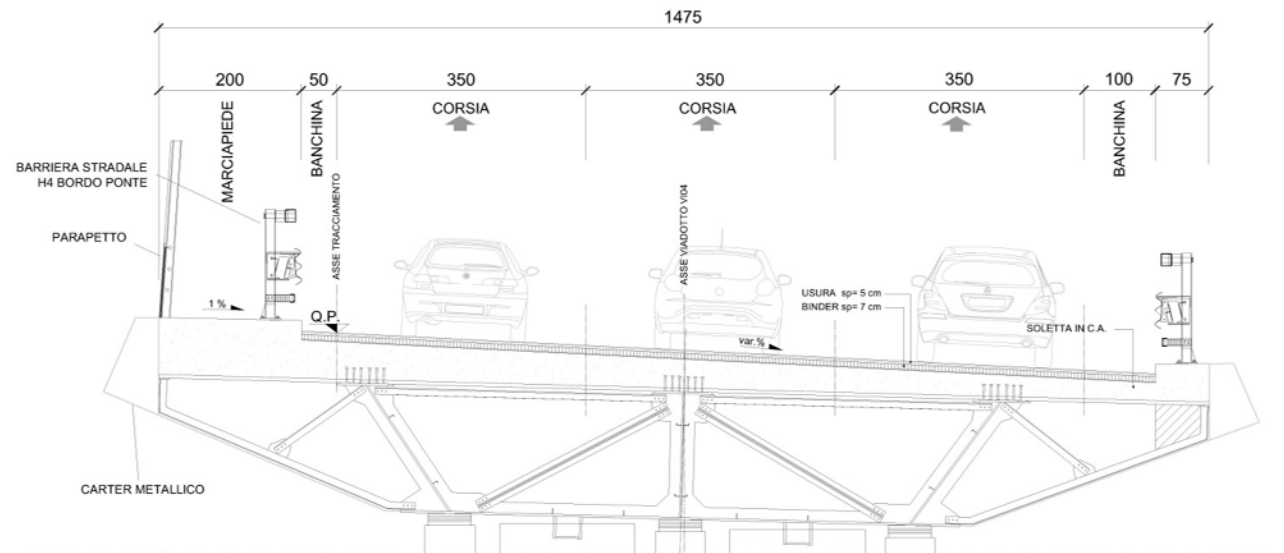 1475
200
50
350
350
350
100
75
MARCIAPIEDE
BANCHINA
CORSIA
CORSIA
CORSIA
BANCHINA
BARRIERA STRADALE
H4 BORDO PONTE
PARAPETTO
ASSE TRACCIAMENTO
ASSE VIADOTTO VI04
1 %
Q.P.
var.%
USURA sp= 5 cm
BINDER sp= 7 cm
SOLETTA IN C.A.
CARTER METALLICO